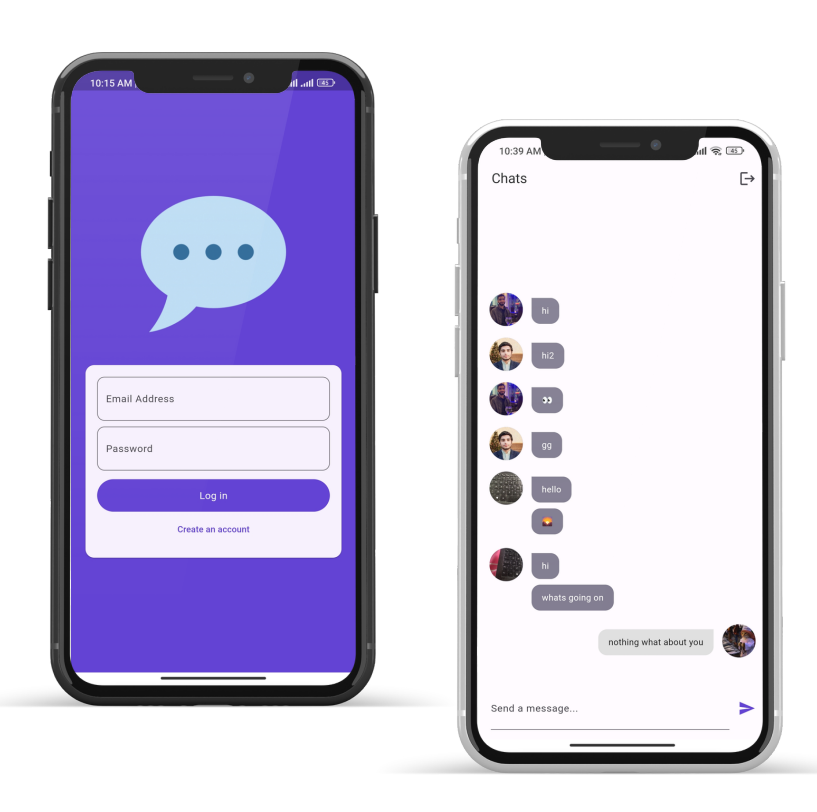 10:15 AM
45
Email Address
Password
Log in
Create an account
10:39 AM
45
Chats
hi
hi2
👀
gg
hello
🌄
hi
whats going on
nothing what about you
Send a message...